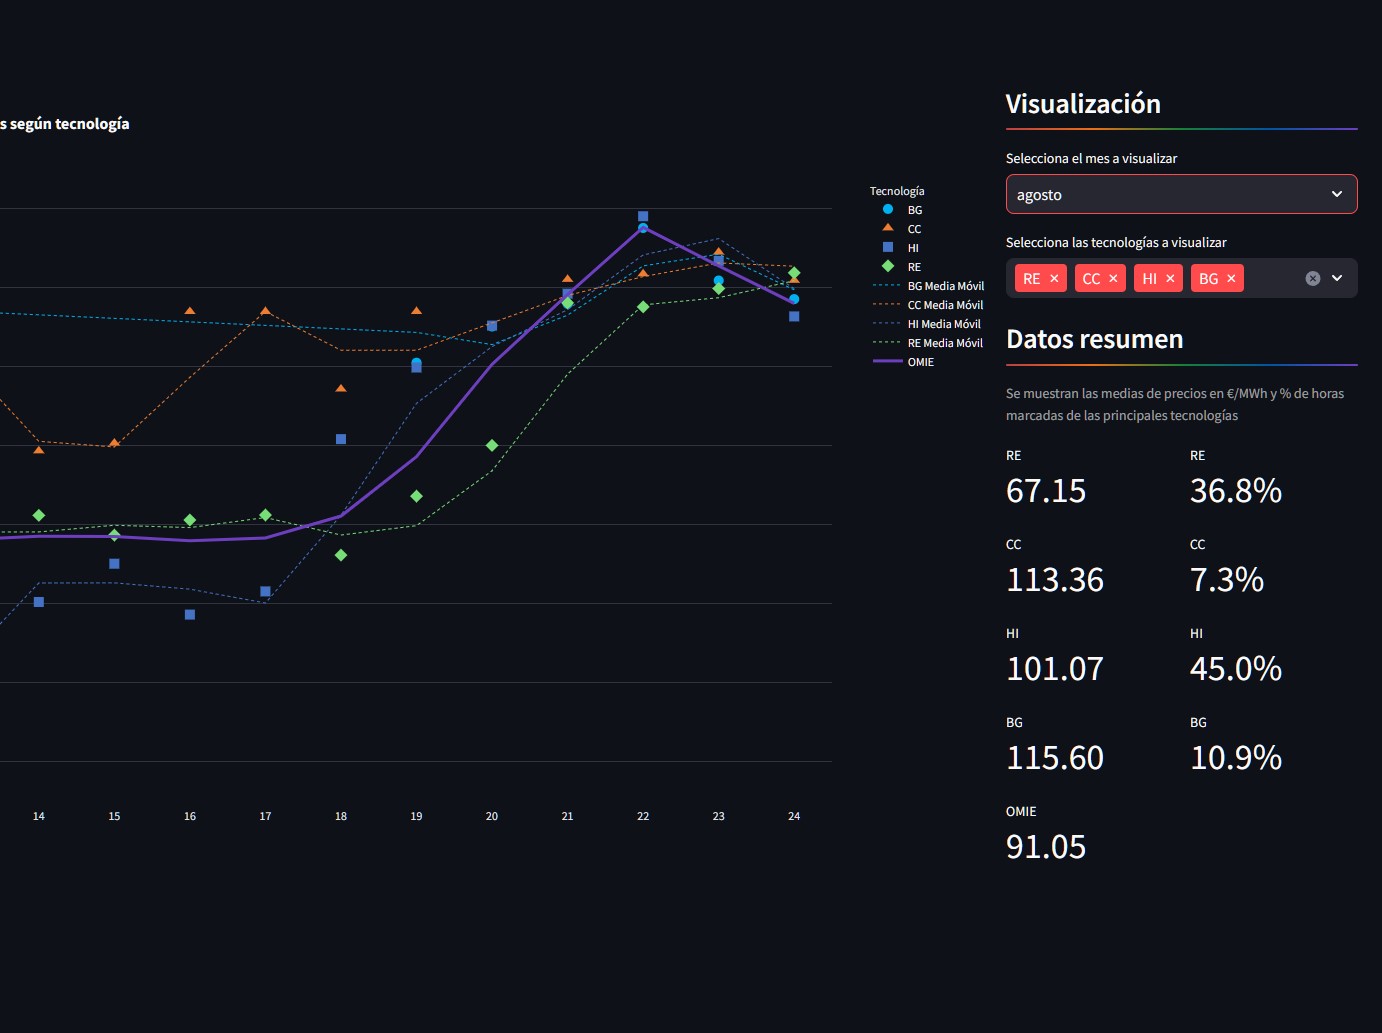 s según tecnología
Tecnología
BG
CC
HI
RE
BG Media Móvil
CC Media Móvil
HI Media Móvil
RE Media Móvil
OMIE
14 15 16 17 18 19 20 21 22 23 24
Visualización
Selecciona el mes a visualizar
agosto
Selecciona las tecnologías a visualizar
RE CC HI BG
Datos resumen
Se muestran las medias de precios en €/MWh y % de horas
marcadas de las principales tecnologías
RE RE
67.15 36.8%
CC CC
113.36 7.3%
HI HI
101.07 45.0%
BG BG
115.60 10.9%
OMIE
91.05